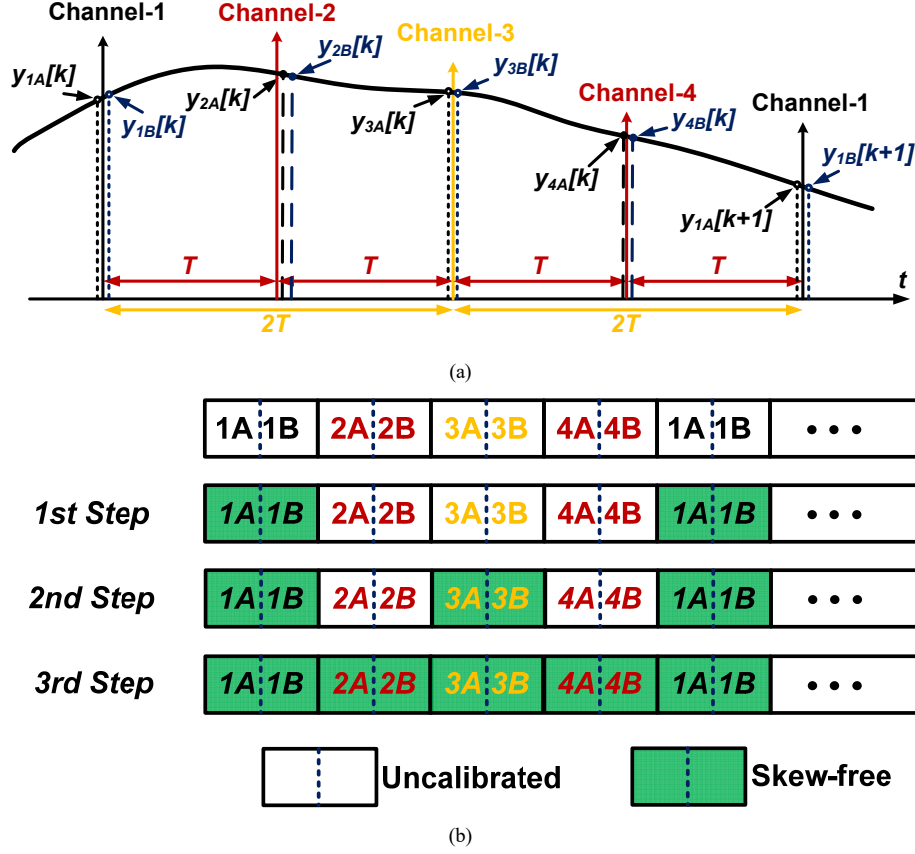 Channel-1
Channel-2
Channel-3
Channel-4
Channel-1
y1A[k]
y1B[k]
y2A[k]
y2B[k]
y3A[k]
y3B[k]
y4A[k]
y4B[k]
y1A[k+1]
y1B[k+1]
T T T T t
2T 2T
(a)
1A 1B 2A 2B 3A 3B 4A 4B 1A 1B •••
1st Step 1A 1B 2A 2B 3A 3B 4A 4B 1A 1B •••
2nd Step 1A 1B 2A 2B 3A 3B 4A 4B 1A 1B •••
3rd Step 1A 1B 2A 2B 3A 3B 4A 4B 1A 1B •••
Uncalibrated Skew-free
(b)